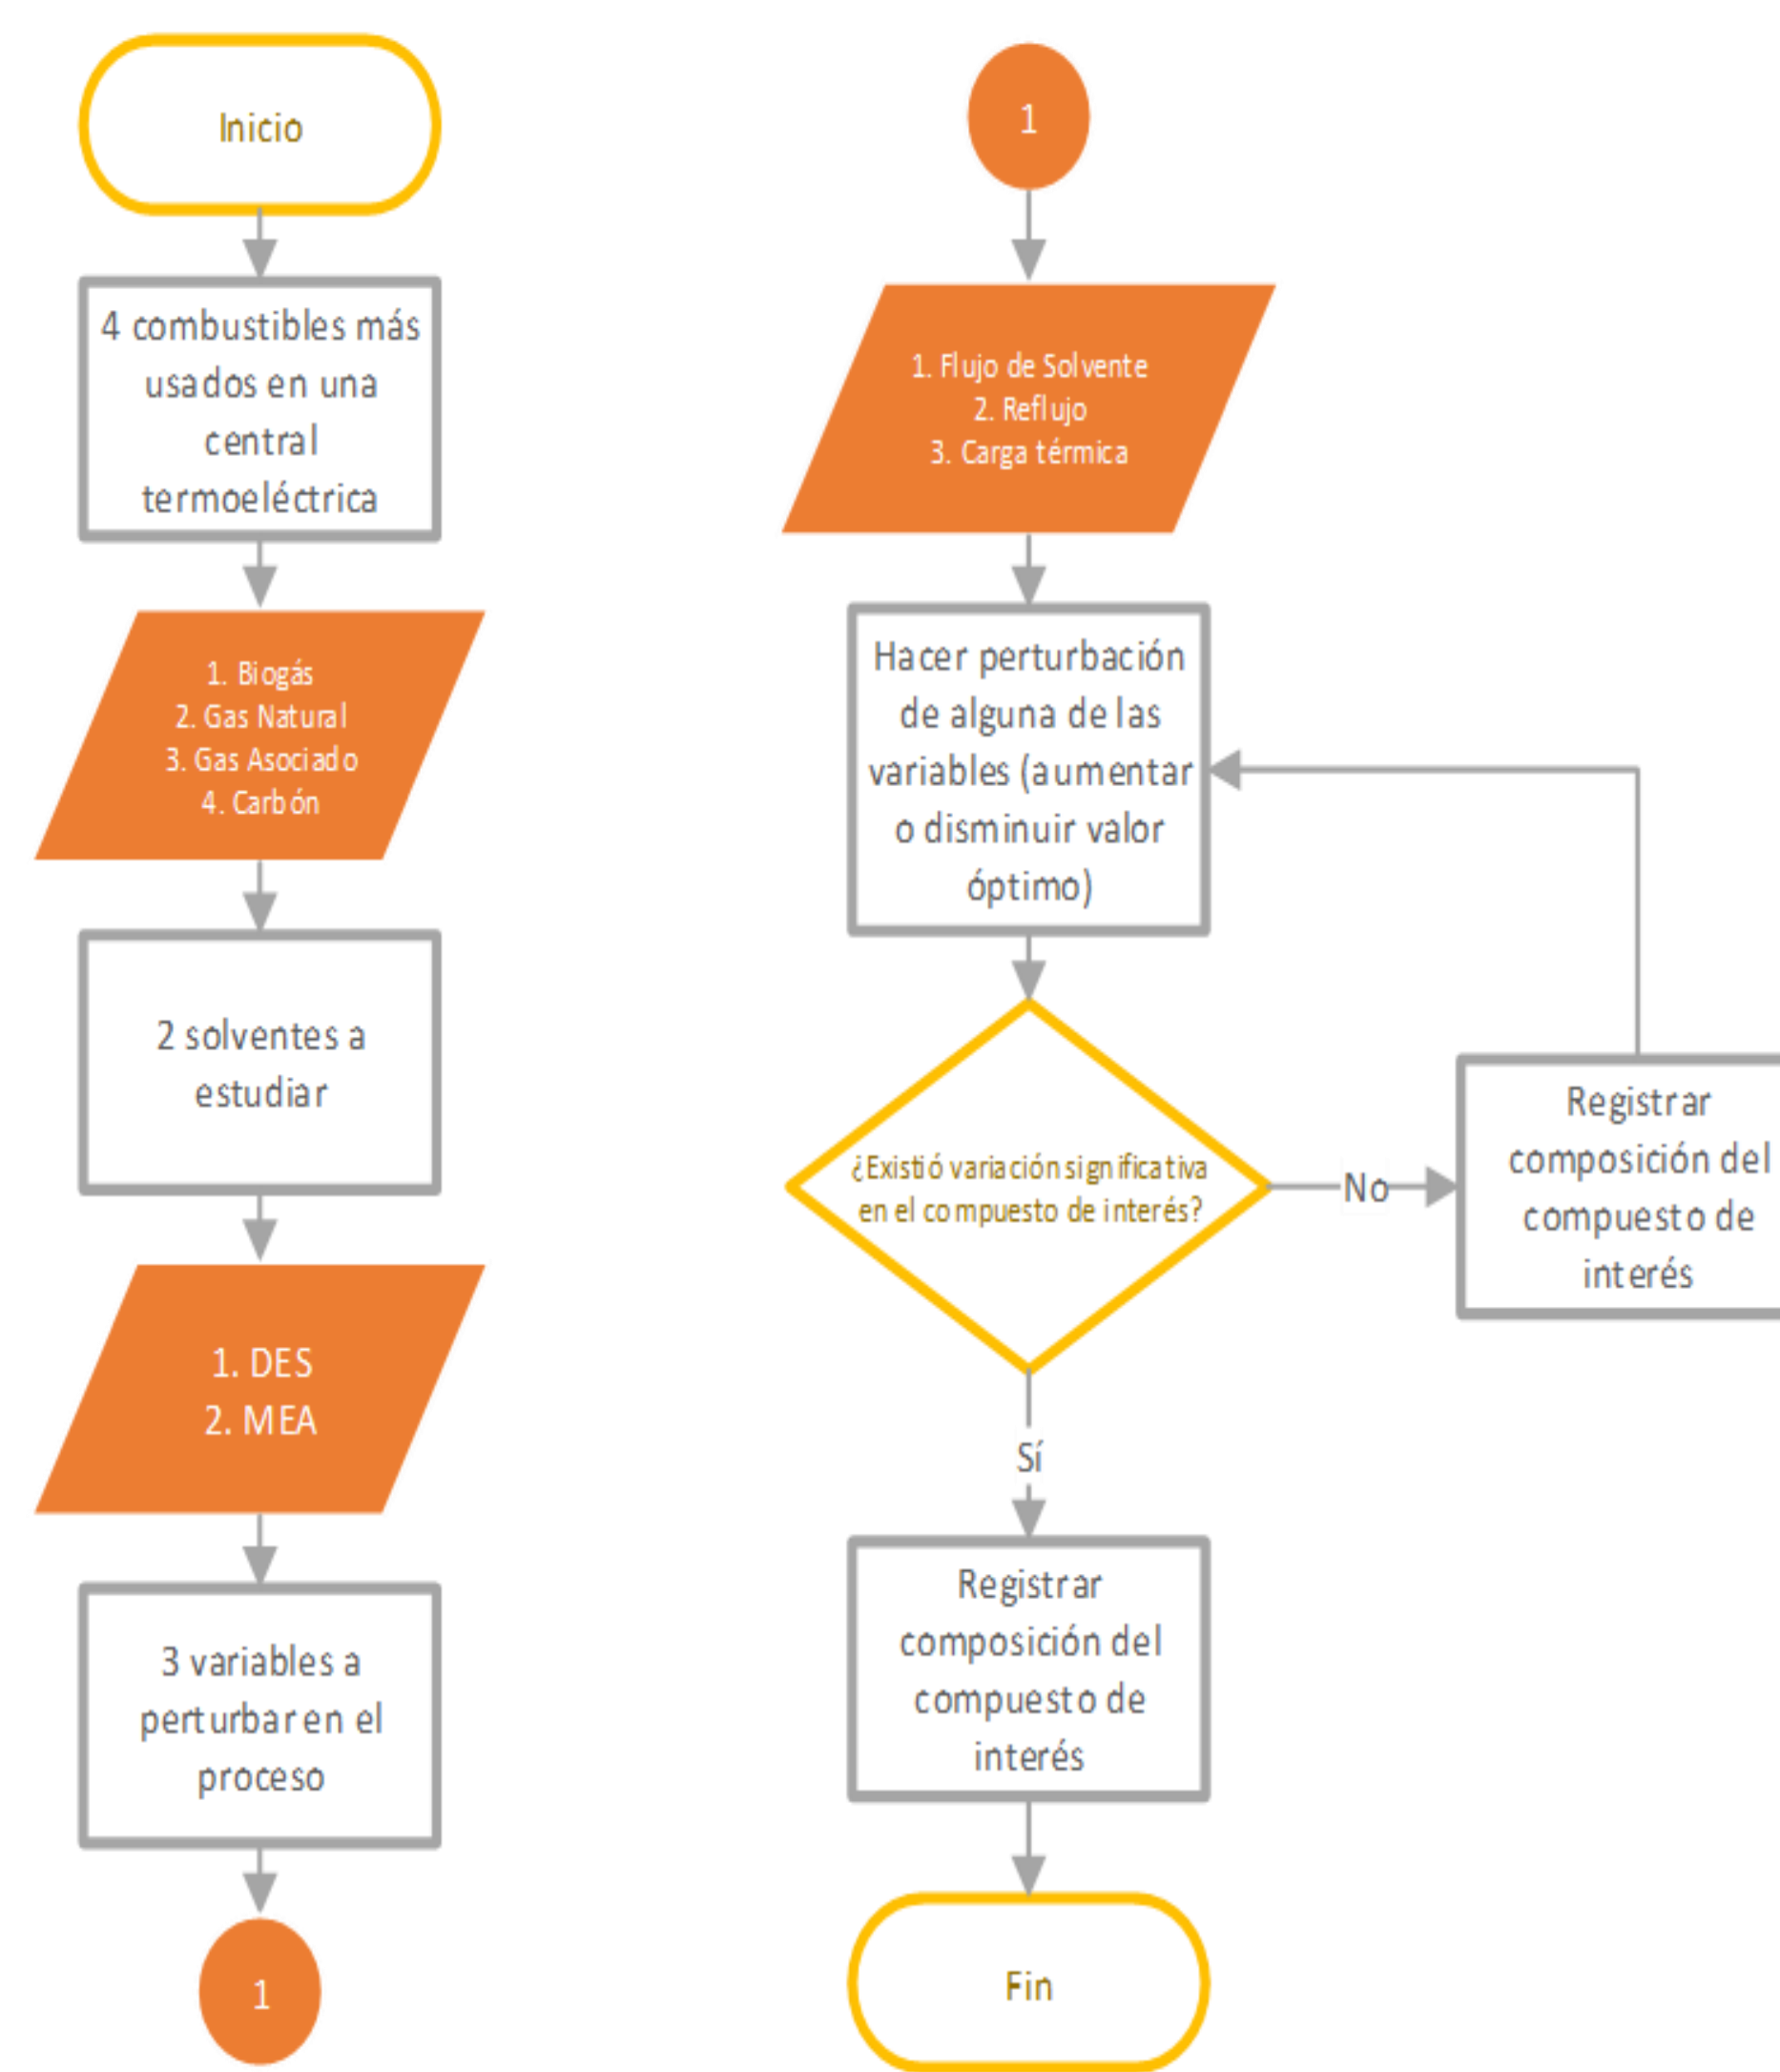 Inicio
4 combustibles más
usados en una
central
termoeléctrica
1. Biogás
2. Gas Natural
3. Gas Asociado
4. Carbón
2 solventes a
estudiar
1. DES
2. MEA
3 variables a
perturbar en el
proceso
1
1
1. Flujo de Solvente
2. Reflujo
3. Carga térmica
Hacer perturbación
de alguna de las
variables (aumentar
o disminuir valor
óptimo)
¿Existió variación significativa
en el compuesto de interés?
No
Registrar
composición del
compuesto de
interés
Sí
Registrar
composición del
compuesto de
interés
Fin